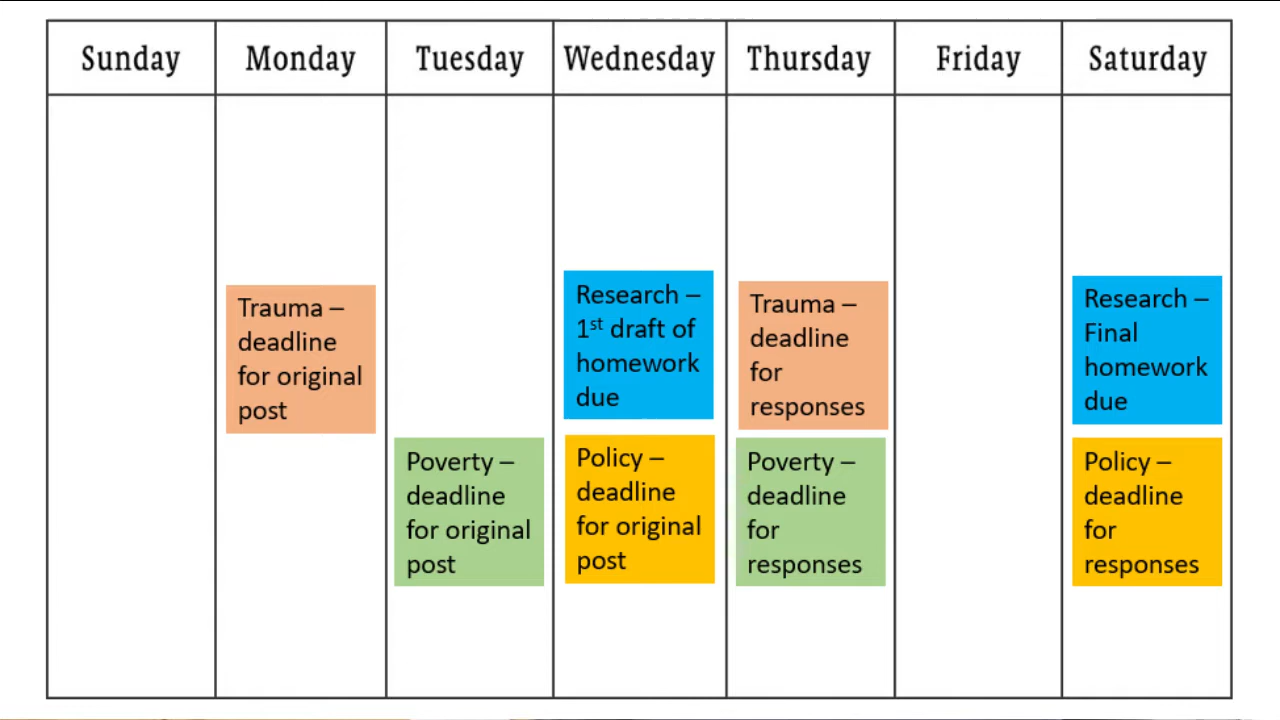 Sunday
Monday
Tuesday
Wednesday
Thursday
Friday
Saturday
Trauma –
deadline
for original
post
Poverty –
deadline
for original
post
Research –
1st draft of
homework
due
Policy –
deadline
for original
post
Trauma –
deadline
for
responses
Poverty –
deadline
for
responses
Research –
Final
homework
due
Policy –
deadline
for
responses